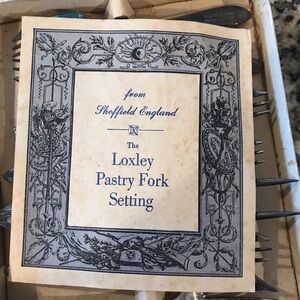 from
Sheffield England
The
Loxley
Pastry Fork
Setting